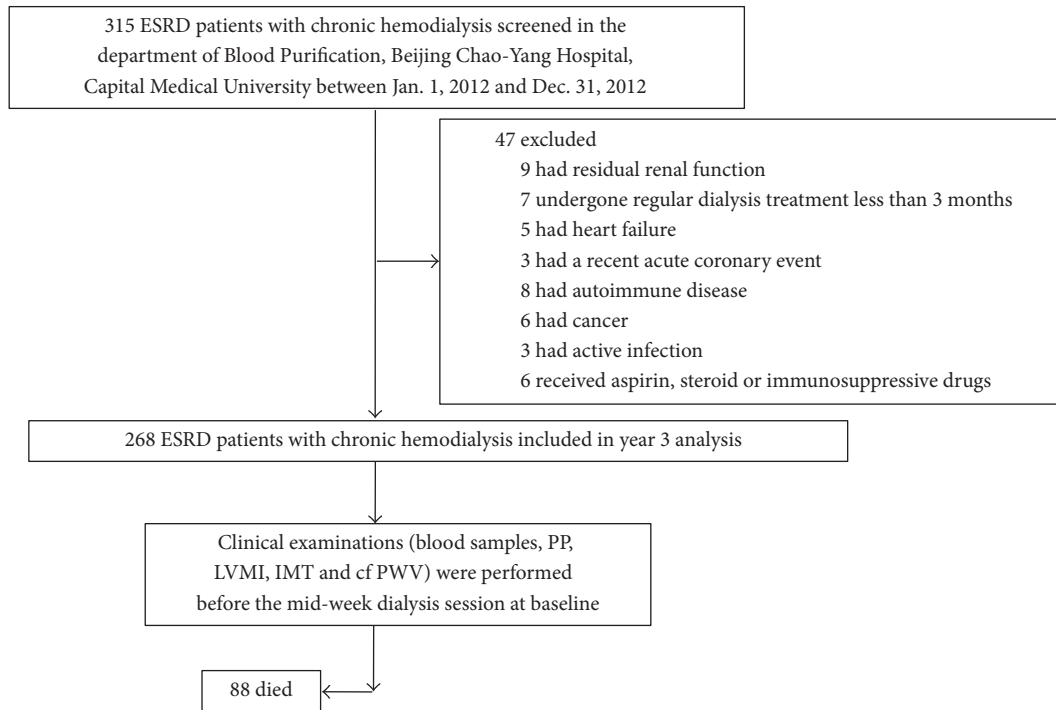 315 ESRD patients with chronic hemodialysis screened in the
department of Blood Purification, Beijing Chao-Yang Hospital,
Capital Medical University between Jan. 1, 2012 and Dec. 31, 2012
47 excluded
9 had residual renal function
7 undergone regular dialysis treatment less than 3 months
5 had heart failure
3 had a recent acute coronary event
8 had autoimmune disease
6 had cancer
3 had active infection
6 received aspirin, steroid or immunosuppressive drugs
268 ESRD patients with chronic hemodialysis included in year 3 analysis
Clinical examinations (blood samples, PP,
LVMI, IMT and cf PWV) were performed
before the mid-week dialysis session at baseline
88 died